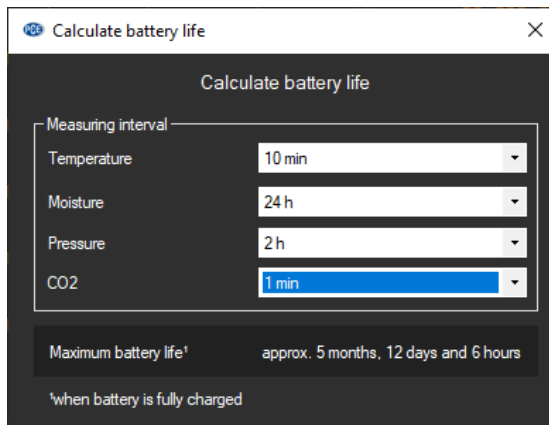 PCE Calculate battery life
Calculate battery life
Measuring interval
Temperature 10 min
Moisture 24 h
Pressure 2 h
CO2 1 min
Maximum battery life¹ approx. 5 months, 12 days and 6 hours
¹when battery is fully charged